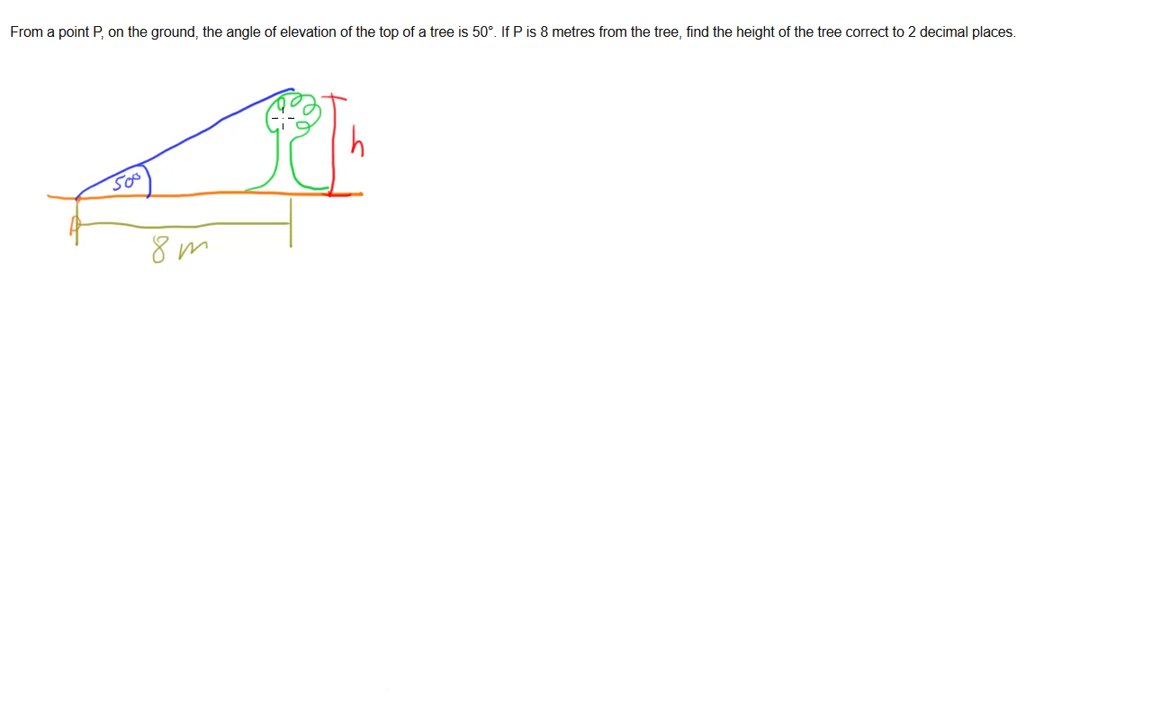 From a point P, on the ground, the angle of elevation of the top of a tree is 50°. If P is 8 metres from the tree, find the height of the tree correct to 2 decimal places.
h
50°
P
8 m